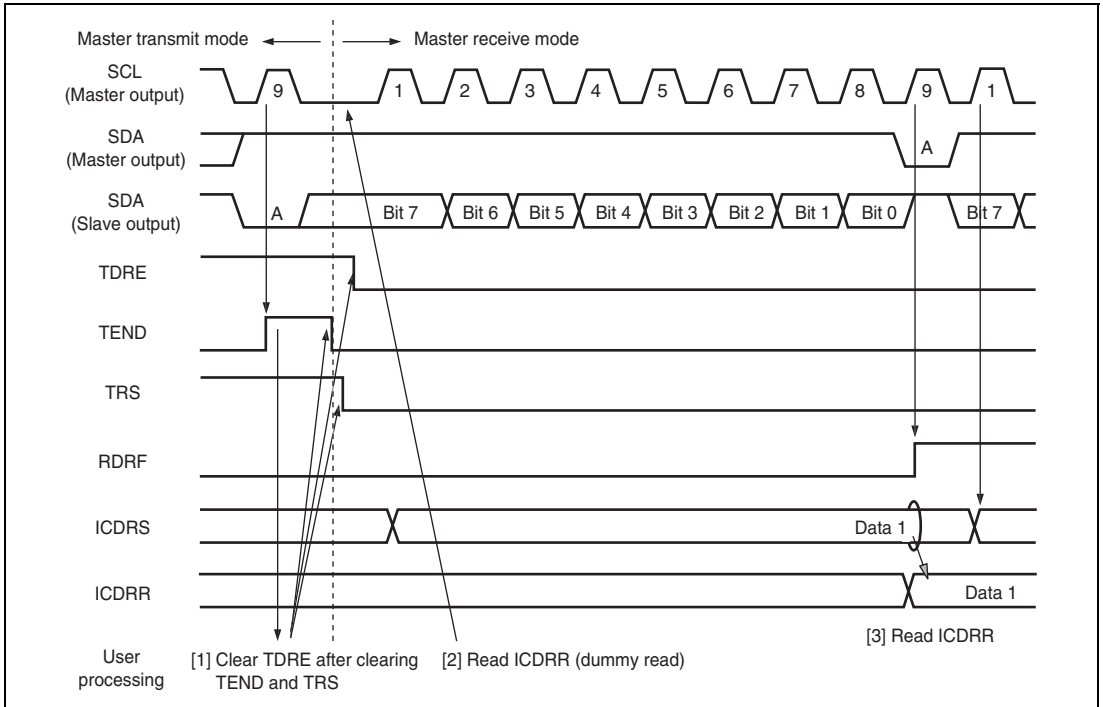 Master transmit mode Master receive mode
SCL
(Master output)
9 1 2 3 4 5 6 7 8 9 1
SDA
(Master output)
A
SDA
(Slave output)
A Bit 7 Bit 6 Bit 5 Bit 4 Bit 3 Bit 2 Bit 1 Bit 0 Bit 7
TDRE
TEND
TRS
RDRF
ICDRS
Data 1
ICDRR
Data 1
User
processing
[1] Clear TDRE after clearing
TEND and TRS
[2] Read ICDRR (dummy read)
[3] Read ICDRR